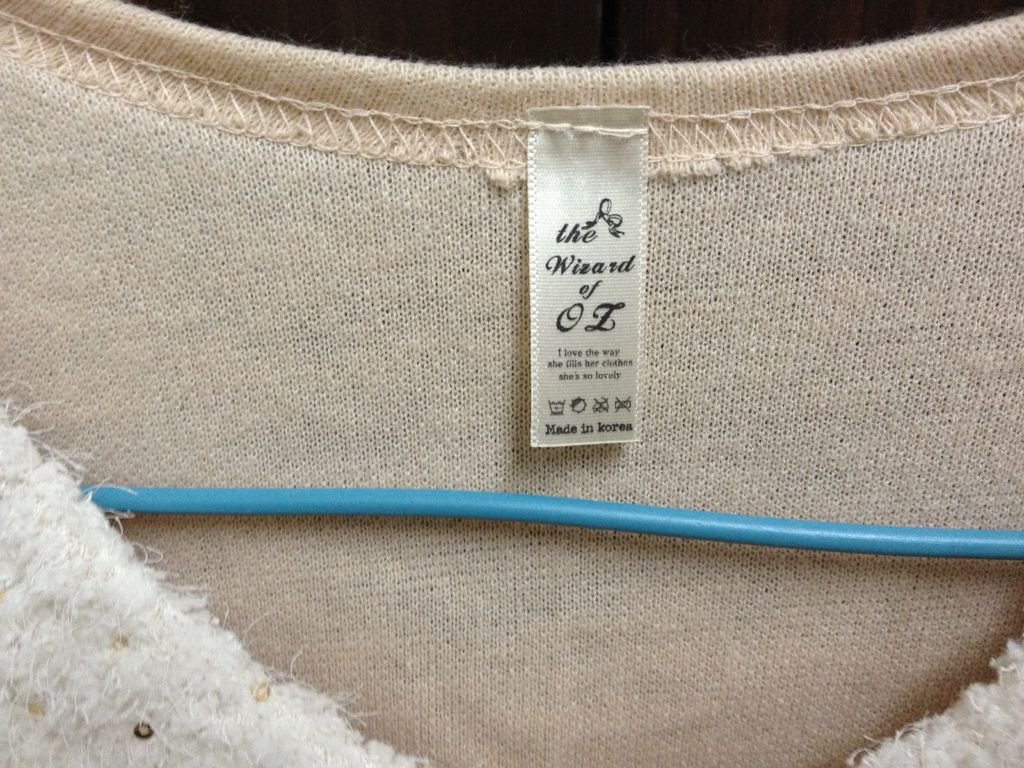 the
Wizard
of
OZ
I love the way
she fills her clothes
she's so lovely
Made in korea